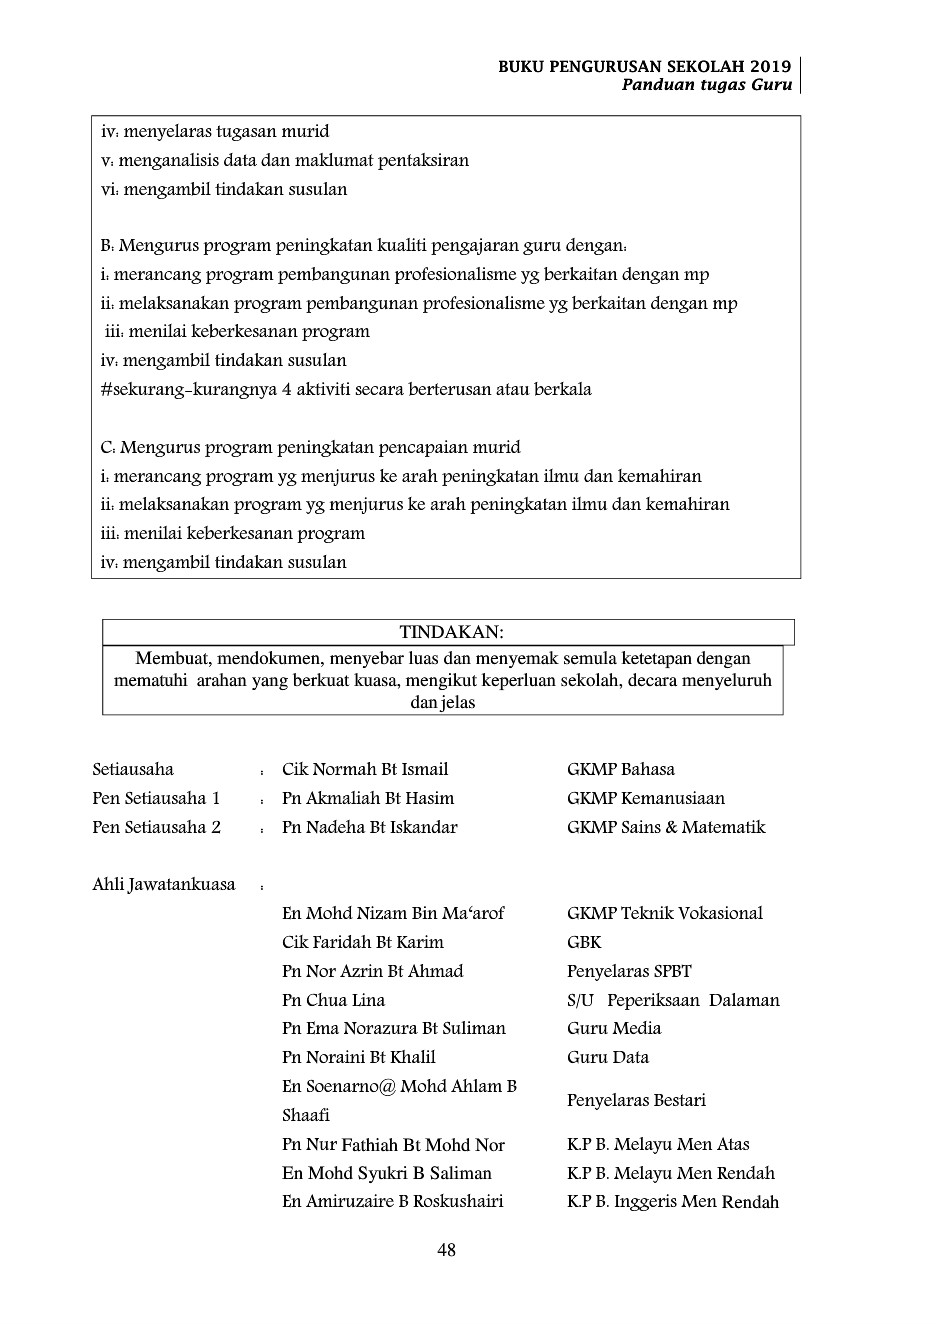 BUKU PENGURUSAN SEKOLAH 2019
Panduan tugas Guru
iv. menyelaras tugasan murid
v. menganalisis data dan maklumat pentaksiran
vi. mengambil tindakan susulan
B. Mengurus program peningkatan kualiti pengajaran guru dengan:
i. merancang program pembangunan profesionalisme yg berkaitan dengan mp
ii. melaksanakan program pembangunan profesionalisme yg berkaitan dengan mp
iii. menilai keberkesanan program
iv. mengambil tindakan susulan
#sekurang-kurangnya 4 aktiviti secara berterusan atau berkala
C. Mengurus program peningkatan pencapaian murid
i. merancang program yg menjurus ke arah peningkatan ilmu dan kemahiran
ii. melaksanakan program yg menjurus ke arah peningkatan ilmu dan kemahiran
iii. menilai keberkesanan program
iv. mengambil tindakan susulan
TINDAKAN:
Membuat, mendokumen, menyebar luas dan menyemak semula ketetapan dengan
mematuhi arahan yang berkuat kuasa, mengikut keperluan sekolah, decara menyeluruh
dan jelas
Setiausaha : Cik Normah Bt Ismail GKMP Bahasa
Pen Setiausaha 1 : Pn Akmaliah Bt Hasim GKMP Kemanusiaan
Pen Setiausaha 2 : Pn Nadeha Bt Iskandar GKMP Sains & Matematik
Ahli Jawatankuasa :
En Mohd Nizam Bin Ma‘arof GKMP Teknik Vokasional
Cik Faridah Bt Karim GBK
Pn Nor Azrin Bt Ahmad Penyelaras SPBT
Pn Chua Lina S/U Peperiksaan Dalaman
Pn Ema Norazura Bt Suliman Guru Media
Pn Noraini Bt Khalil Guru Data
En Soenarno@ Mohd Ahlam B
Shaafi Penyelaras Bestari
Pn Nur Fathiah Bt Mohd Nor K.P B. Melayu Men Atas
En Mohd Syukri B Saliman K.P B. Melayu Men Rendah
En Amiruzaire B Roskushairi K.P B. Inggeris Men Rendah
48